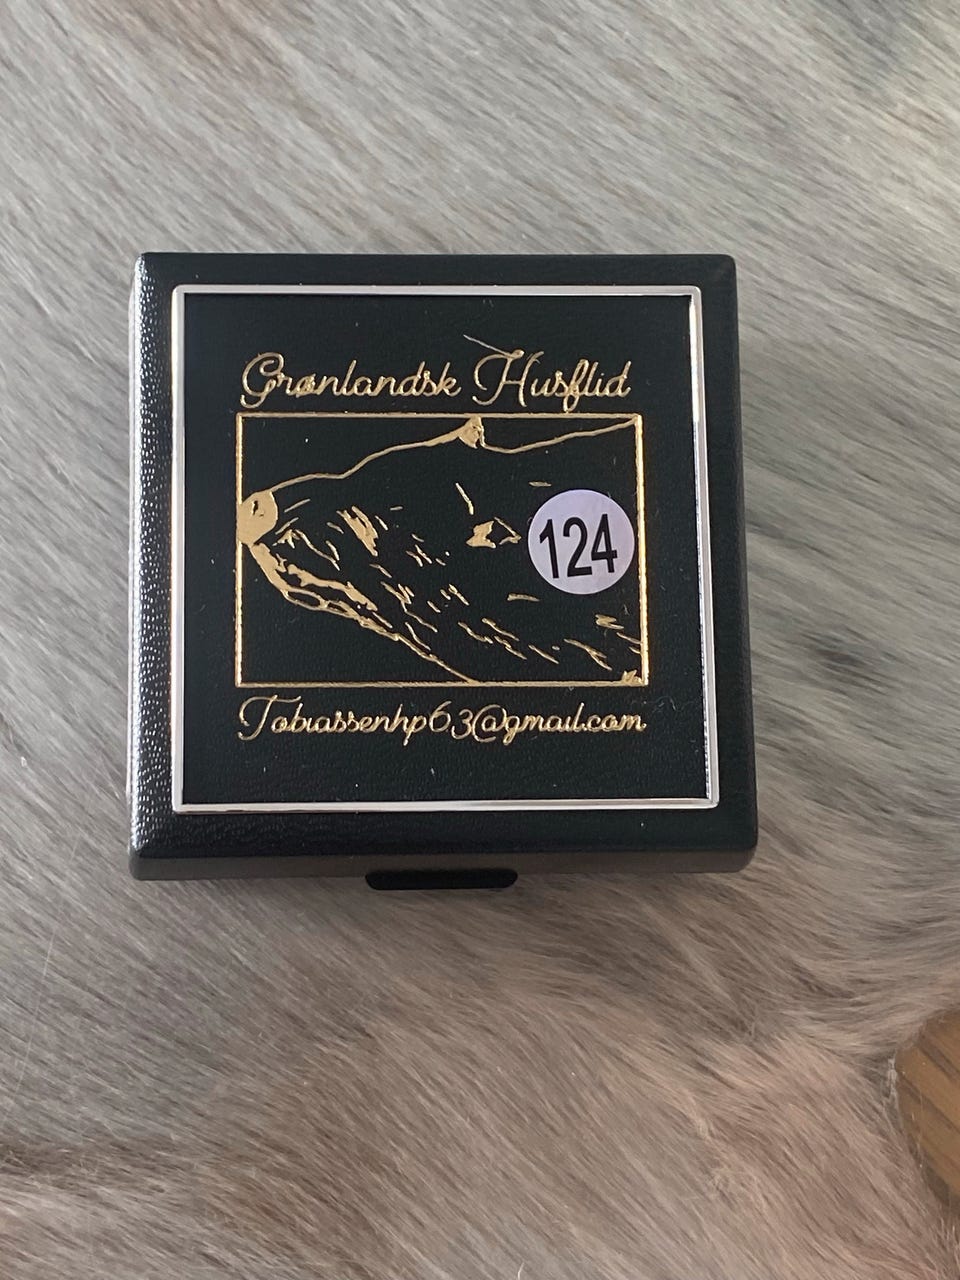 Grønlandsk Husflid
124
Tobiassenhp63@gmail.com